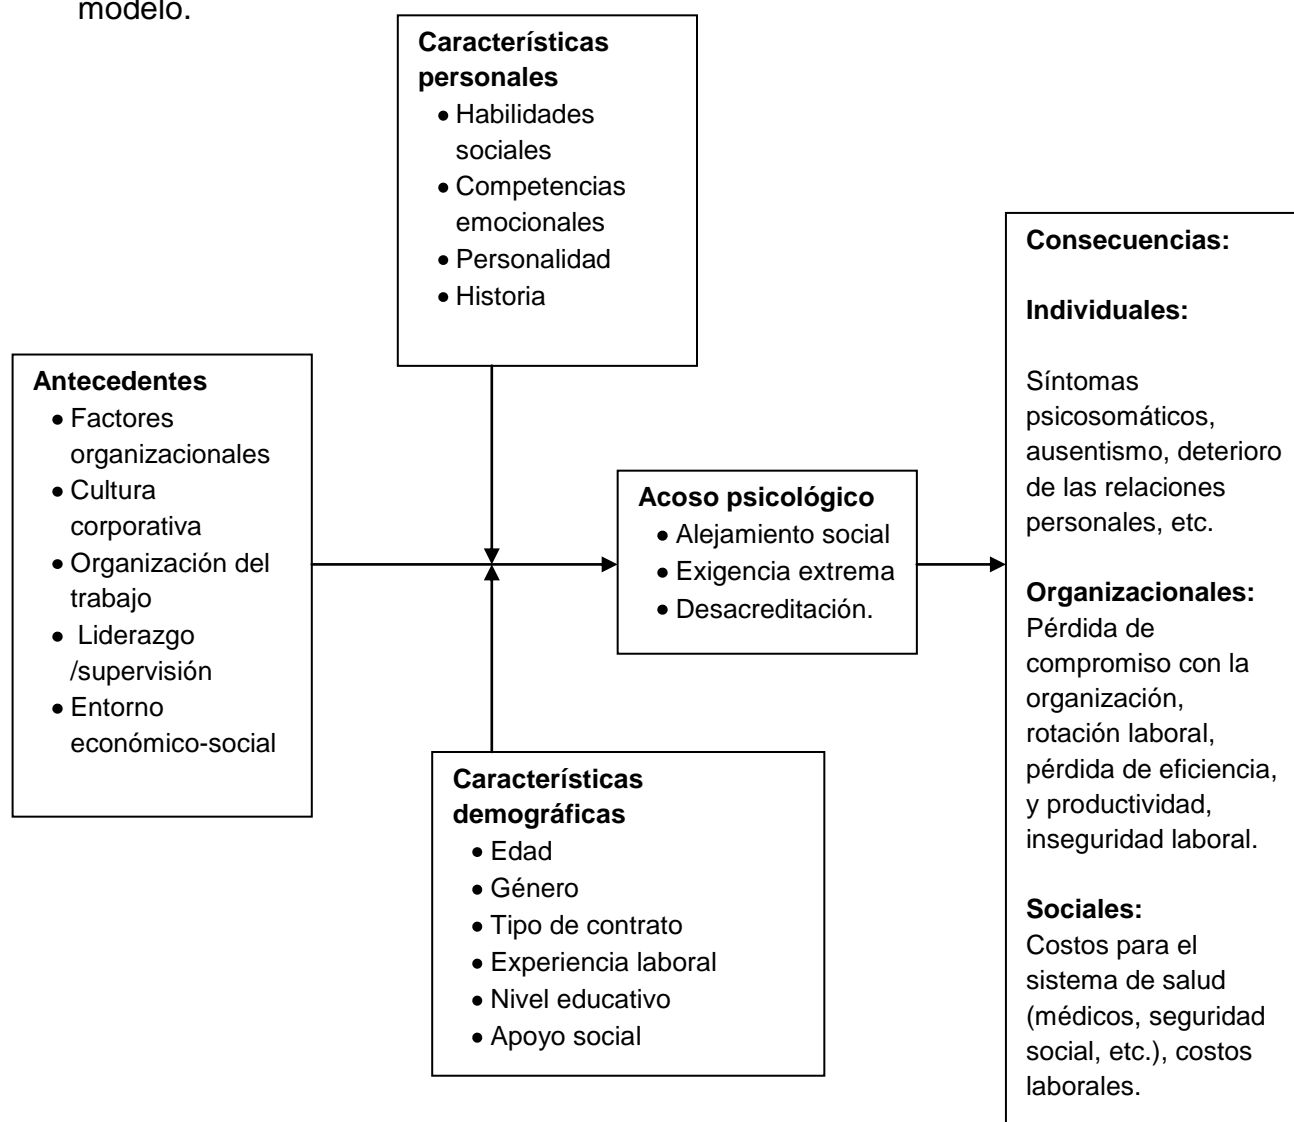 modelo.
Características
personales
• Habilidades
sociales
• Competencias
emocionales
• Personalidad
• Historia
Antecedentes
• Factores
organizacionales
• Cultura
corporativa
• Organización del
trabajo
• Liderazgo
/supervisión
• Entorno
económico-social
Acoso psicológico
• Alejamiento social
• Exigencia extrema
• Desacreditación.
Características
demográficas
• Edad
• Género
• Tipo de contrato
• Experiencia laboral
• Nivel educativo
• Apoyo social
Consecuencias:
Individuales:
Síntomas
psicosomáticos,
ausentismo, deterioro
de las relaciones
personales, etc.
Organizacionales:
Pérdida de
compromiso con la
organización,
rotación laboral,
pérdida de eficiencia,
y productividad,
inseguridad laboral.
Sociales:
Costos para el
sistema de salud
(médicos, seguridad
social, etc.), costos
laborales.